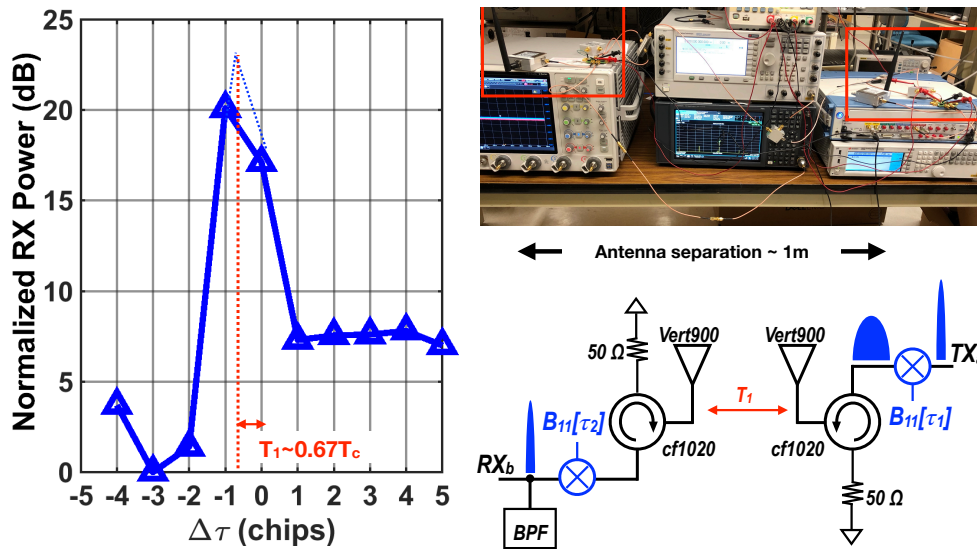 Normalized RX Power (dB)
25
20
15
10
5
0
-5 -4 -3 -2 -1 0 1 2 3 4 5
Δτ (chips)
T₁~0.67T_c
Antenna separation ~ 1m
50 Ω
Vert900
Vert900
TX
T₁
B₁₁[τ₂]
B₁₁[τ₁]
cf1020
cf1020
RX_b
50 Ω
BPF